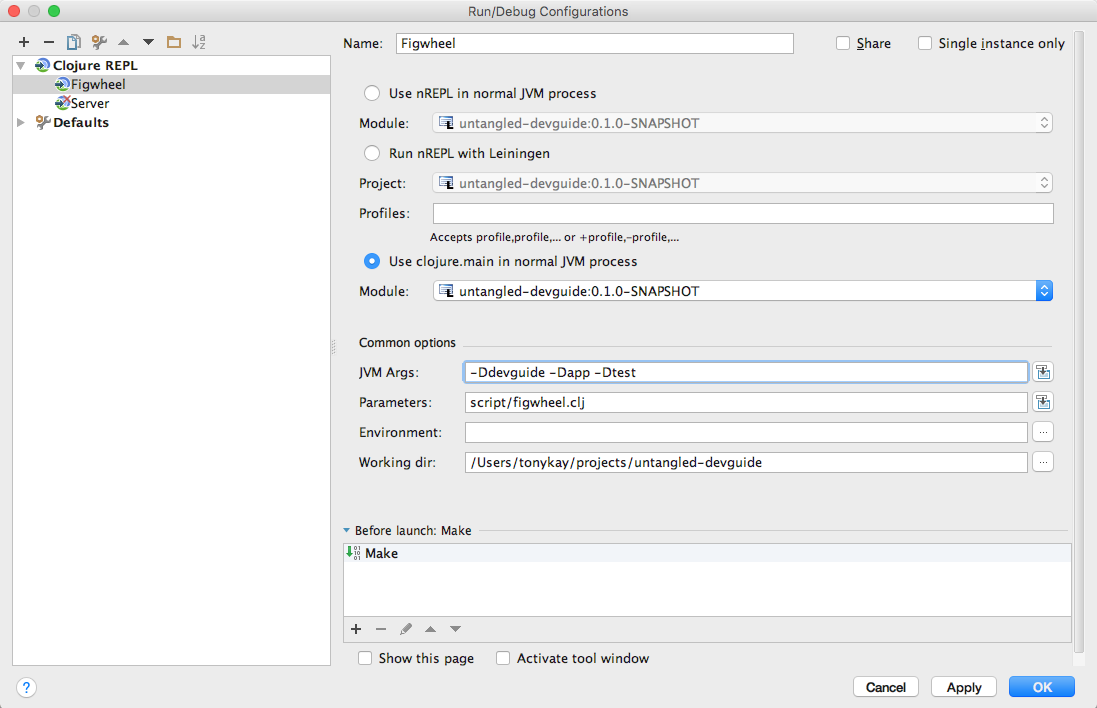 Run/Debug Configurations
Clojure REPL
Figwheel
Server
Defaults
Name: Figwheel Share Single instance only
Use nREPL in normal JVM process
Module: untangled-devguide:0.1.0-SNAPSHOT
Run nREPL with Leiningen
Project: untangled-devguide:0.1.0-SNAPSHOT
Profiles:
Accepts profile,profile,... or +profile,-profile,...
Use clojure.main in normal JVM process
Module: untangled-devguide:0.1.0-SNAPSHOT
Common options
JVM Args: -Ddevguide -Dapp -Dtest
Parameters: script/figwheel.clj
Environment: ...
Working dir: /Users/tonykay/projects/untangled-devguide ...
Before launch: Make
Make
Show this page Activate tool window
? Cancel Apply OK